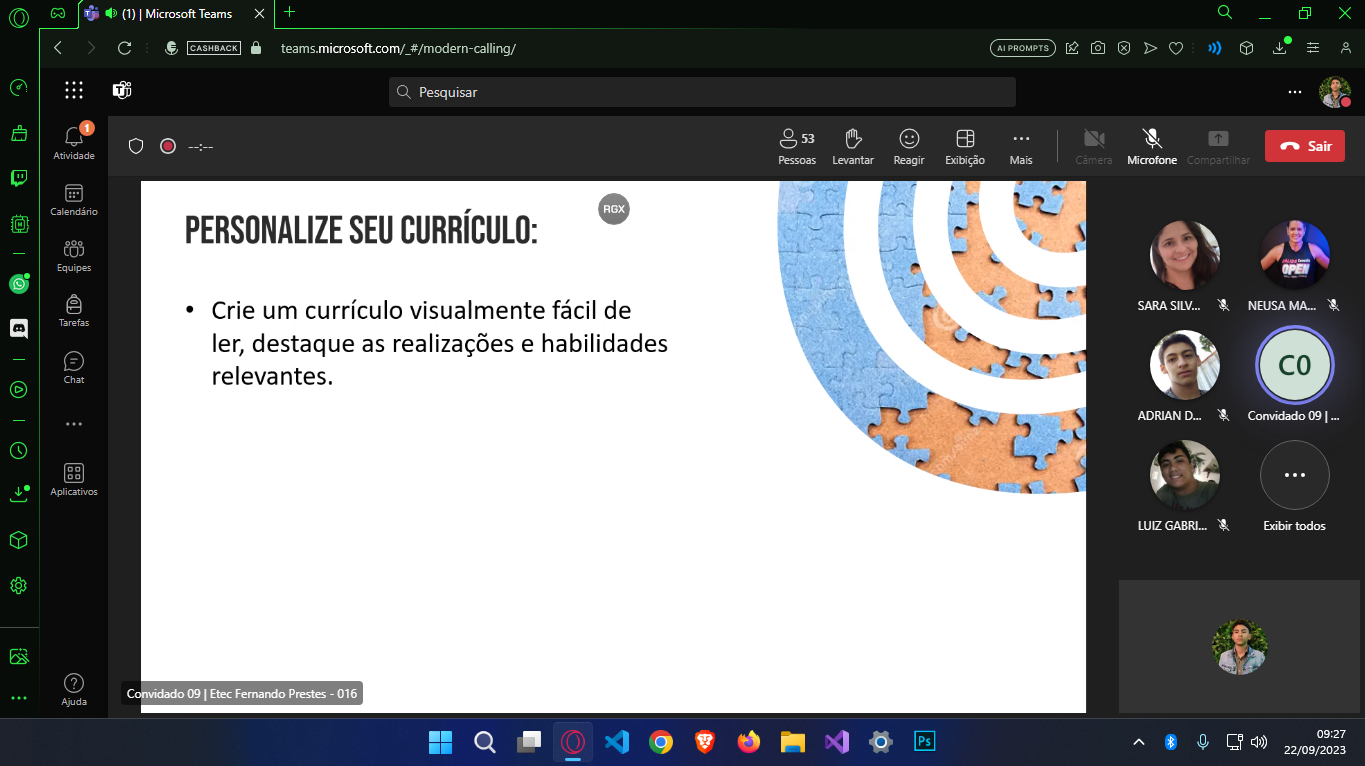 (1) | Microsoft Teams
CASHBACK
teams.microsoft.com/_#/modern-calling/
AI PROMPTS
Pesquisar
1
Atividade
Calendário
Equipes
Tarefas
Chat
Aplicativos
Ajuda
--:--
53
Pessoas
Levantar
Reagir
Exibição
Mais
Câmera
Microfone
Compartilhar
Sair
RGX
PERSONALIZE SEU CURRÍCULO:
• Crie um currículo visualmente fácil de
ler, destaque as realizações e habilidades
relevantes.
Convidado 09 | Etec Fernando Prestes - 016
SARA SILV...
NEUSA MA...
OPEN
ADRIAN D...
C0
Convidado 09 | ...
LUIZ GABRI...
Exibir todos
Ps
09:27
22/09/2023